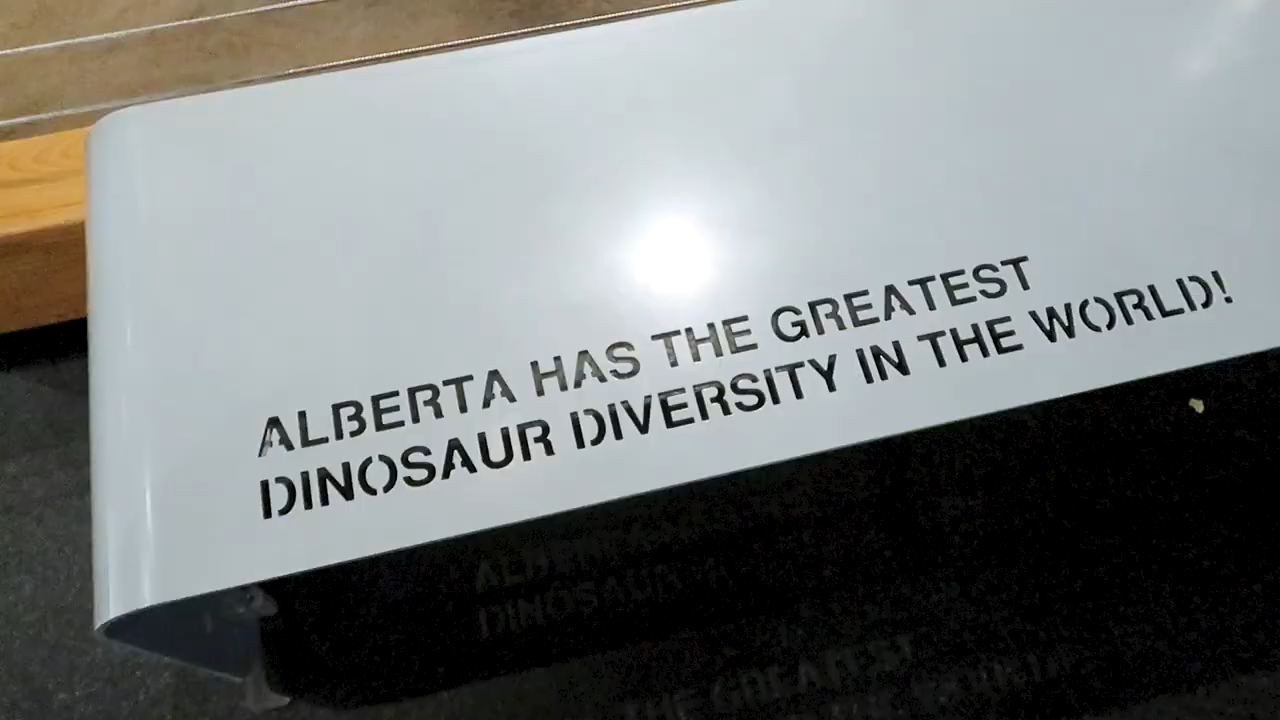 ALBERTA HAS THE GREATEST
DINOSAUR DIVERSITY IN THE WORLD!